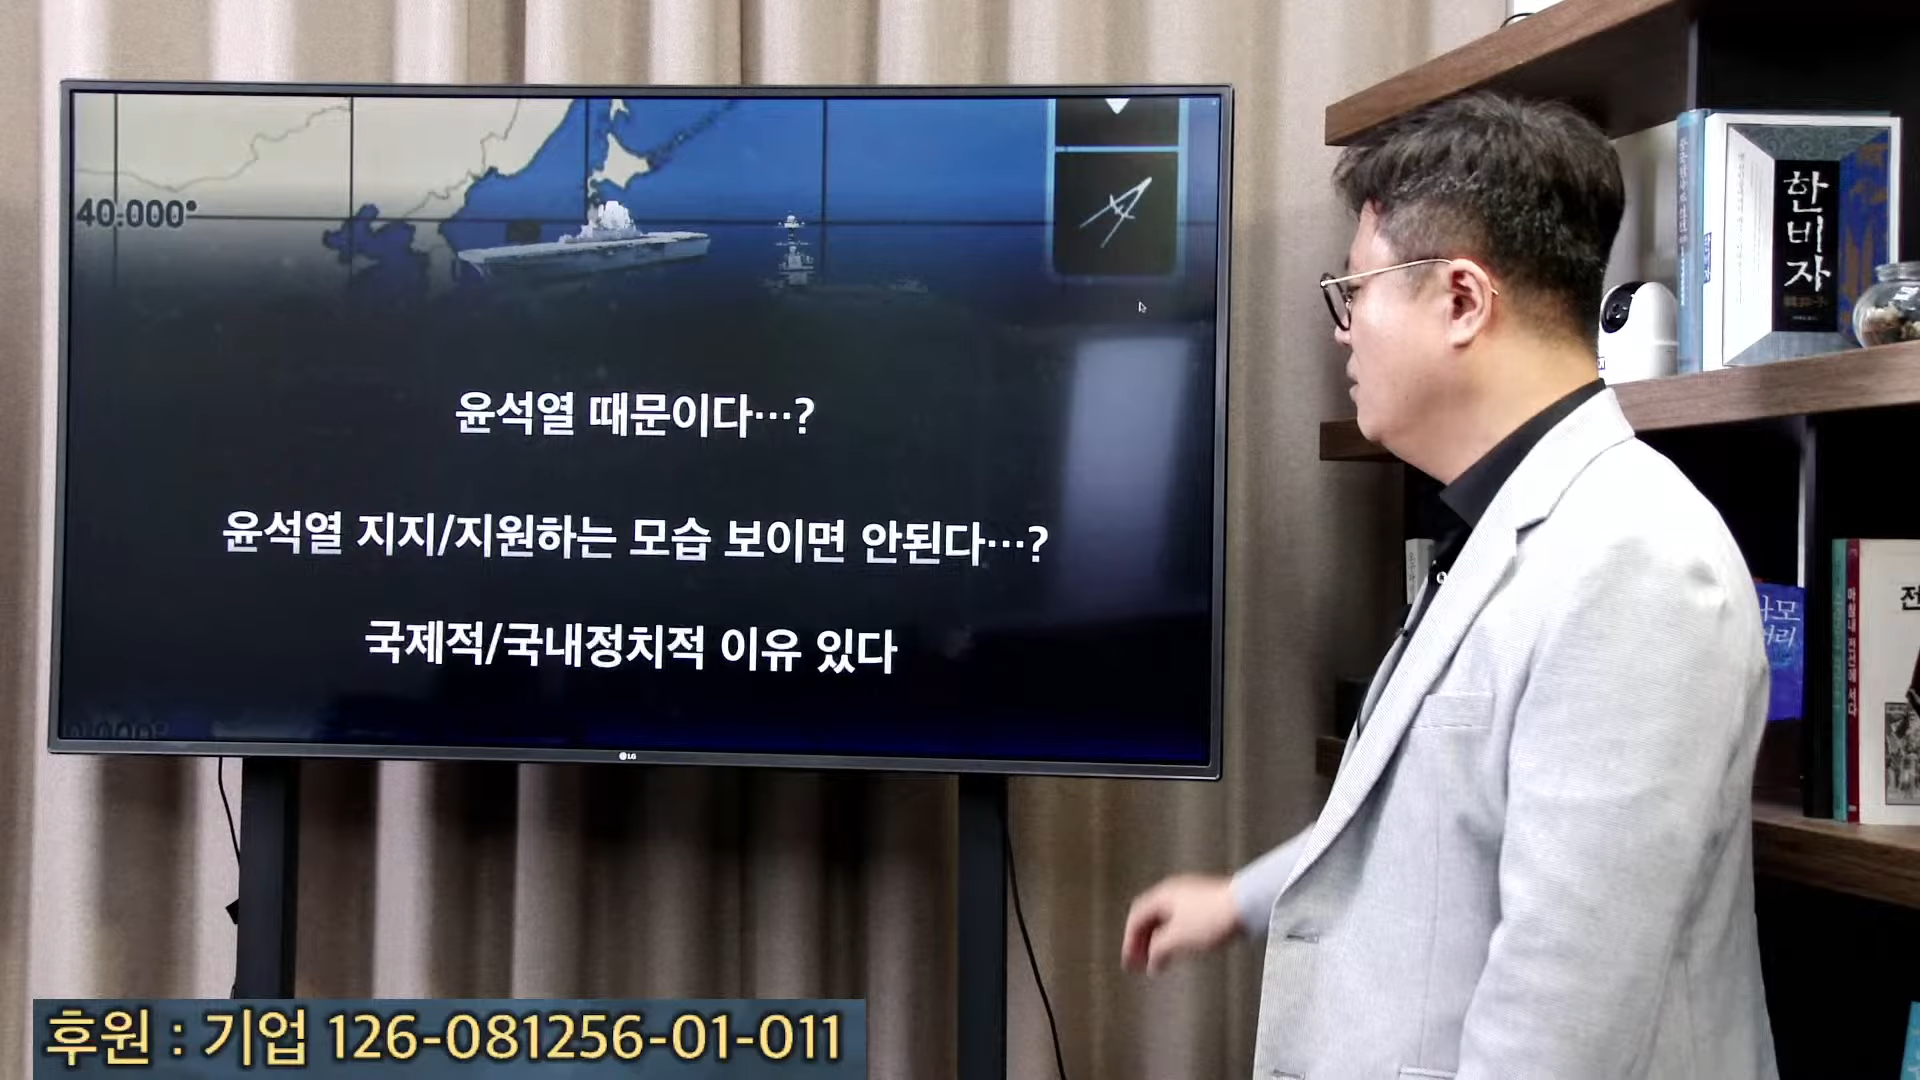 40.000°
윤석열 때문이다…?
윤석열 지지/지원하는 모습 보이면 안된다…?
국제적/국내정치적 이유 있다
LG
한비자
전
후원 : 기업 126-081256-01-011